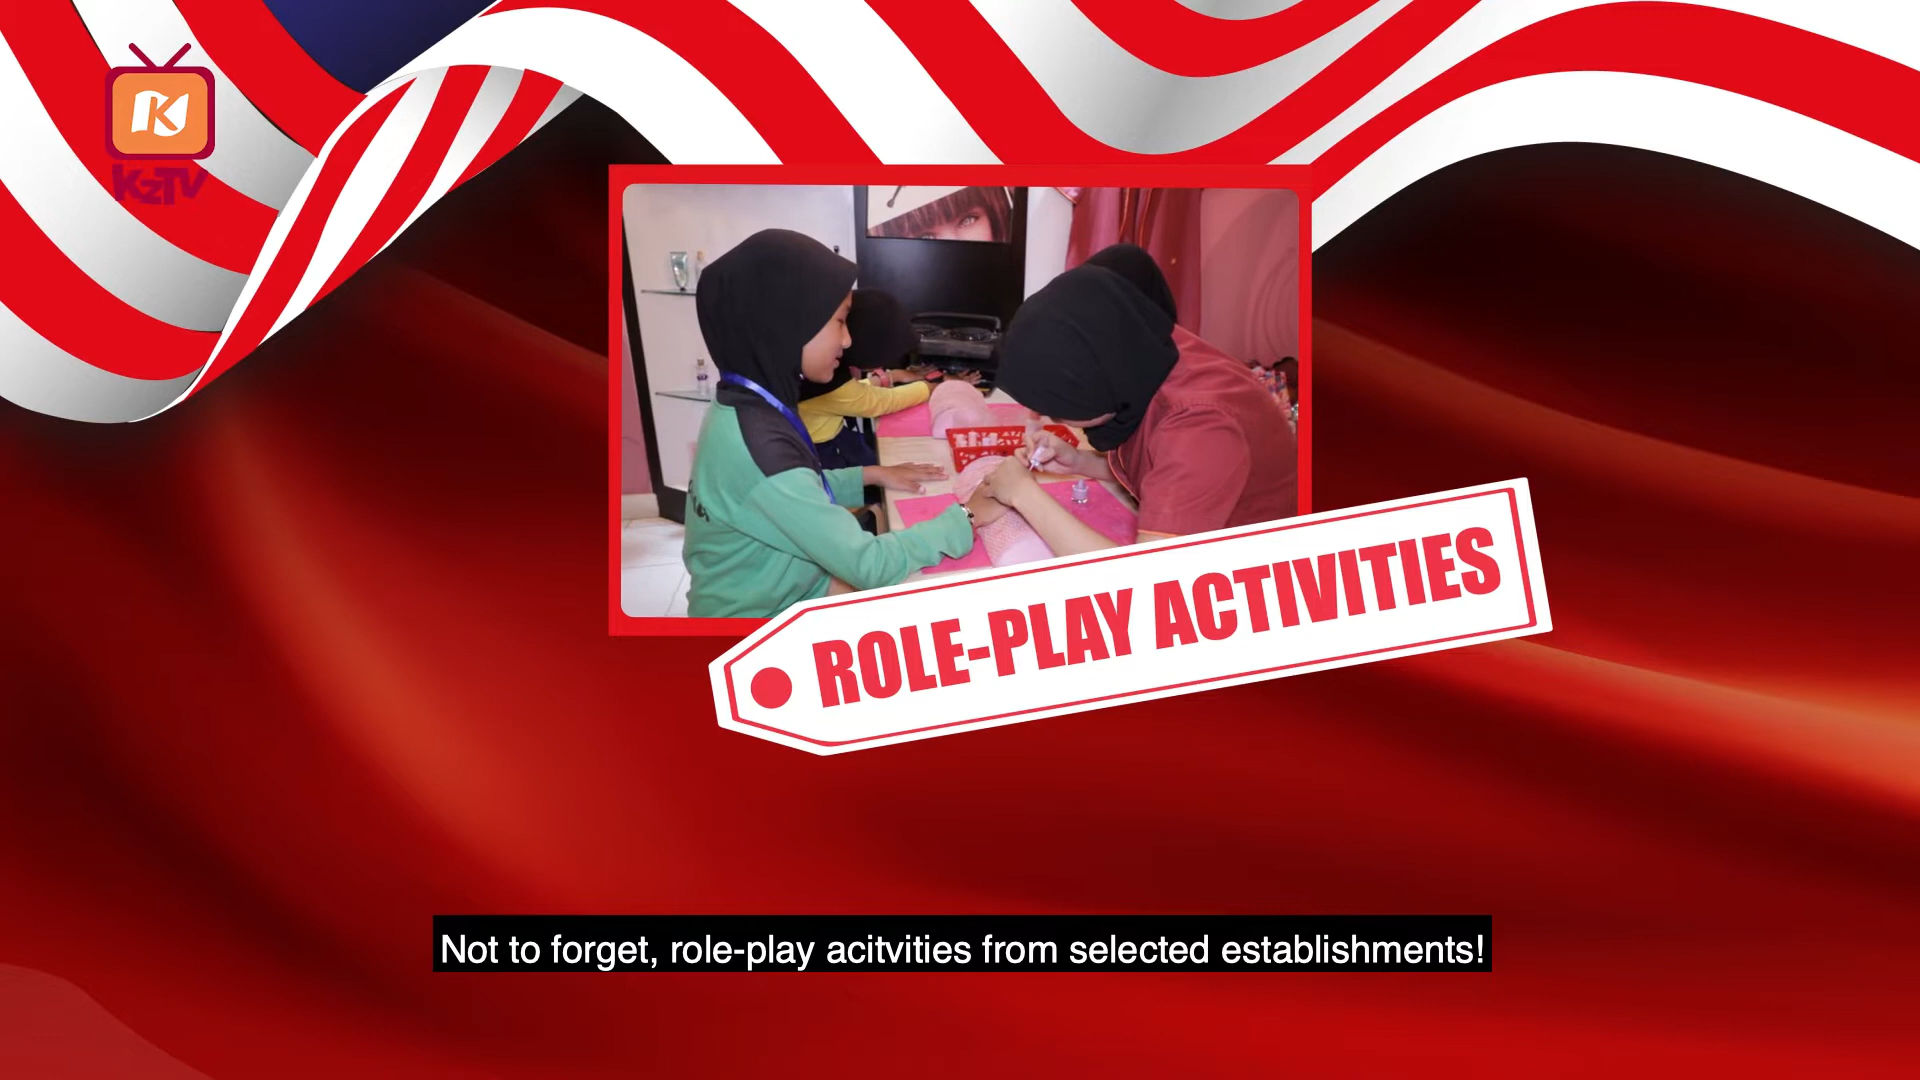 K
KzTV
ROLE-PLAY ACTIVITIES
Not to forget, role-play acitvities from selected establishments!